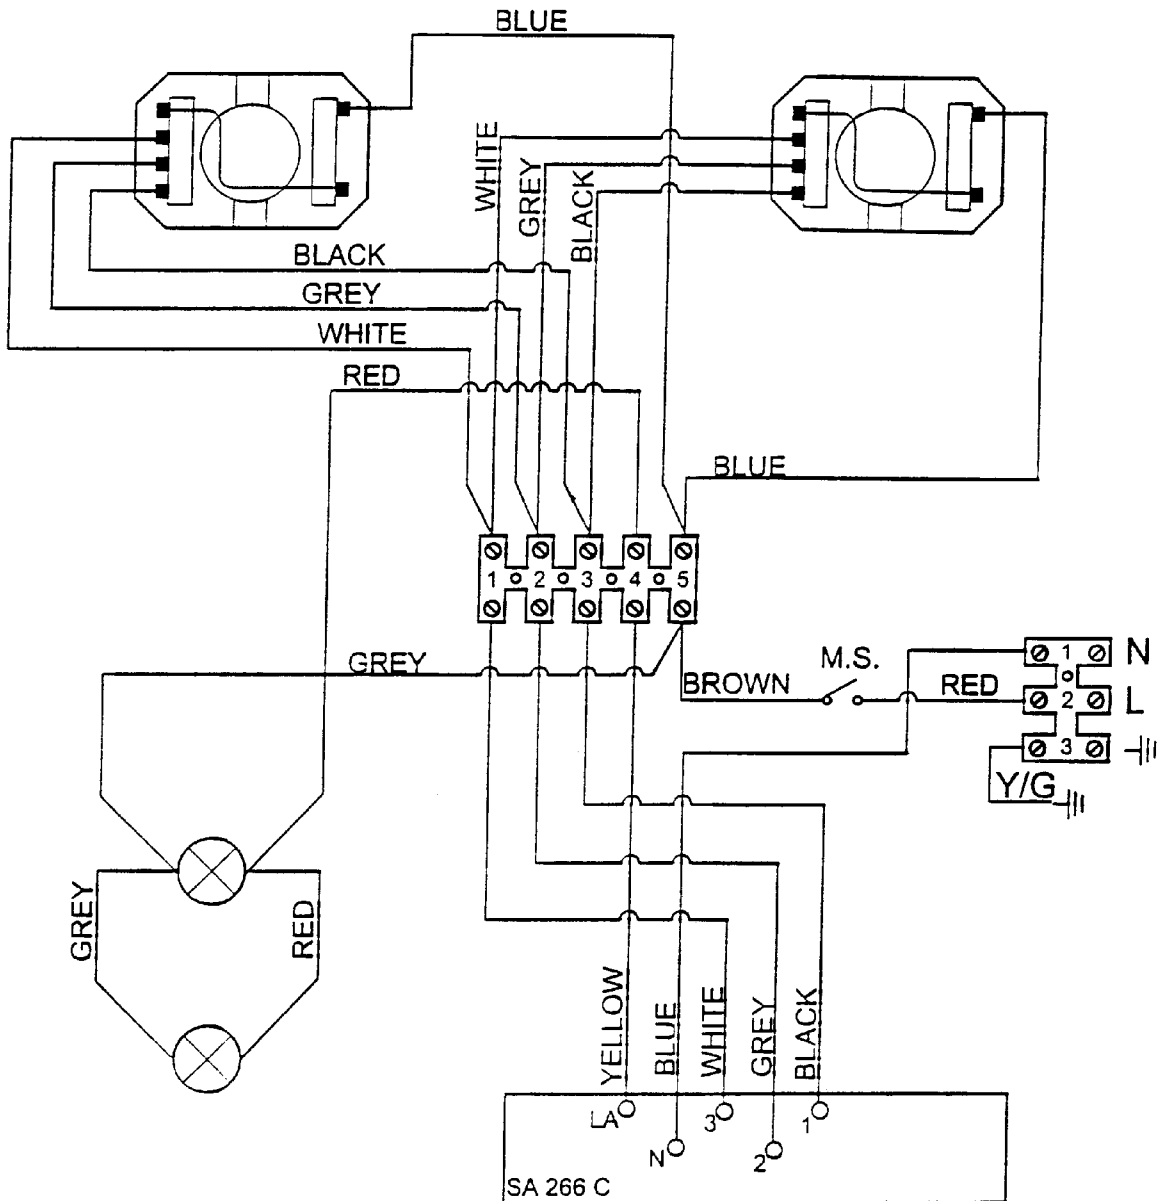 BLUE
WHITE
GREY
BLACK
BLACK
GREY
WHITE
RED
BLUE
1 2 3 4 5
GREY
BROWN
M.S.
RED
1 N
2 L
3
Y/G
GREY
RED
YELLOW
BLUE
WHITE
GREY
BLACK
LA
N
3
2
1
SA 266 C